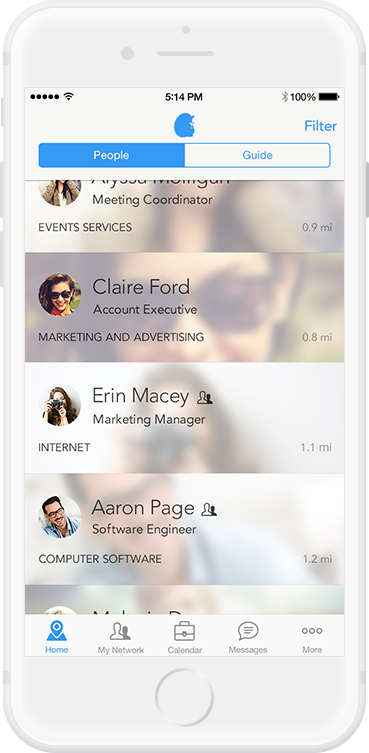 5:14 PM
100%
Filter
People Guide
Alyssa
Meeting Coordinator
EVENTS SERVICES 0.9 mi
Claire Ford
Account Executive
MARKETING AND ADVERTISING 0.8 mi
Erin Macey
Marketing Manager
INTERNET 1.1 mi
Aaron Page
Software Engineer
COMPUTER SOFTWARE 1.2 mi
Home My Network Calendar Messages More